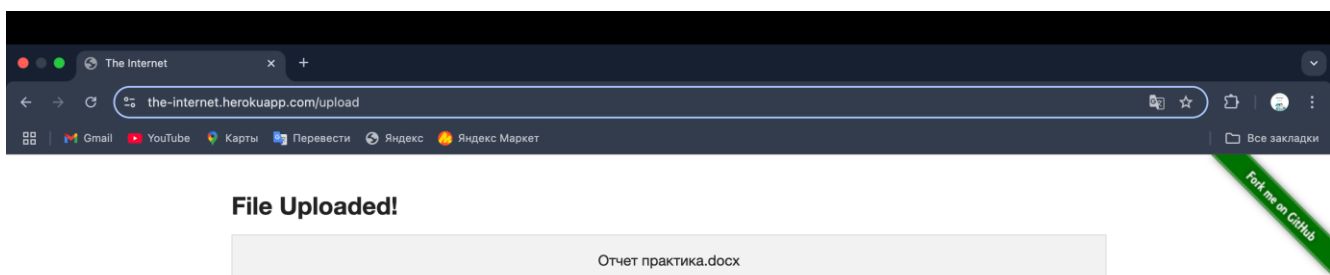 The Internet
the-internet.herokuapp.com/upload
Gmail YouTube Карты Перевести Яндекс Яндекс Маркет Все закладки
Fork me on GitHub
File Uploaded!
Отчет практика.docx